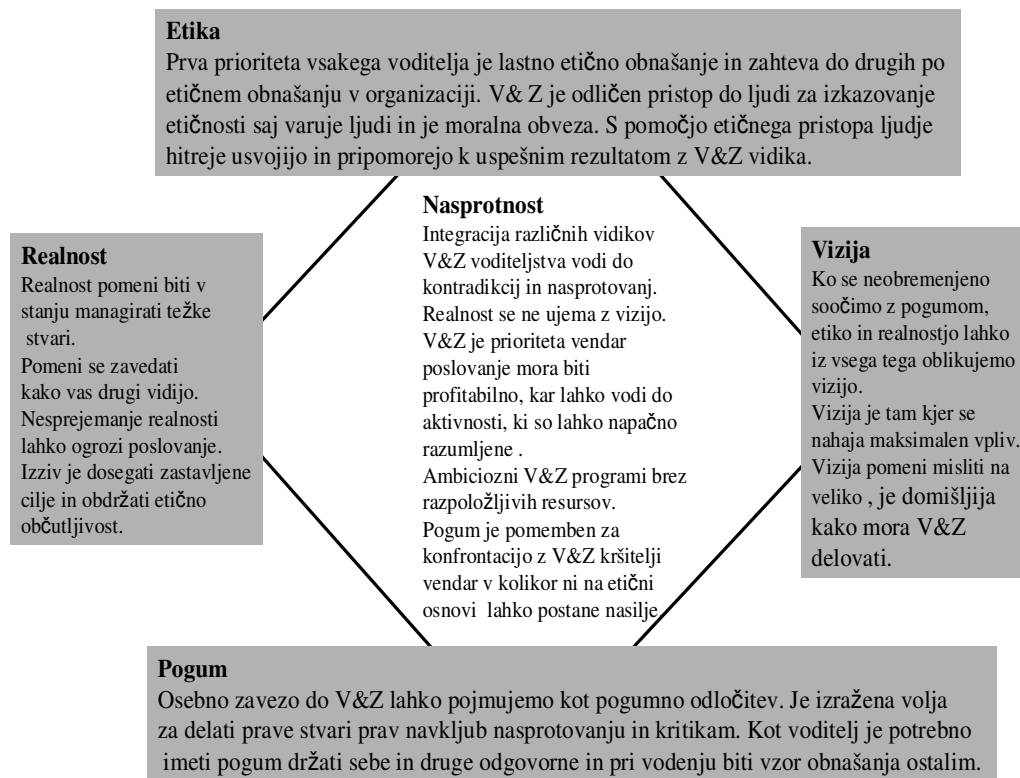 Etika
Prva prioriteta vsakega voditelja je lastno etično obnašanje in zahteva do drugih po
etičnem obnašanju v organizaciji. V& Z je odličen pristop do ljudi za izkazovanje
etičnosti saj varuje ljudi in je moralna obveza. S pomočjo etičnega pristopa ljudje
hitreje usvojijo in pripomorejo k uspešnim rezultatom z V&Z vidika.
Realnost
Realnost pomeni biti v
stanju managirati težke
stvari.
Pomeni se zavedati
kako vas drugi vidijo.
Nesprejemanje realnosti
lahko ogrozi poslovanje.
Izziv je dosegati zastavljene
cilje in obdržati etično
občutljivost.
Nasprotnost
Integracija različnih vidikov
V&Z voditeljstva vodi do
kontradikcij in nasprotovanj.
Realnost se ne ujema z vizijo.
V&Z je prioriteta vendar
poslovanje mora biti
profitabilno, kar lahko vodi do
aktivnosti, ki so lahko napačno
razumljene .
Ambiciozni V&Z programi brez
razpoložljivih resursov.
Pogum je pomemben za
konfrontacijo z V&Z kršitelji
vendar v kolikor ni na etični
osnovi lahko postane nasilje.
Vizija
Ko se neobremenjeno
soočimo z pogumom,
etiko in realnostjo lahko
iz vsega tega oblikujemo
vizijo.
Vizija je tam kjer se
nahaja maksimalen vpliv.
Vizija pomeni misliti na
veliko , je domišljija
kako mora V&Z
delovati.
Pogum
Osebno zavezo do V&Z lahko pojmujemo kot pogumno odločitev. Je izražena volja
za delati prave stvari prav navkljub nasprotovanju in kritikam. Kot voditelj je potrebno
imeti pogum držati sebe in druge odgovorne in pri vodenju biti vzor obnašanja ostalim.